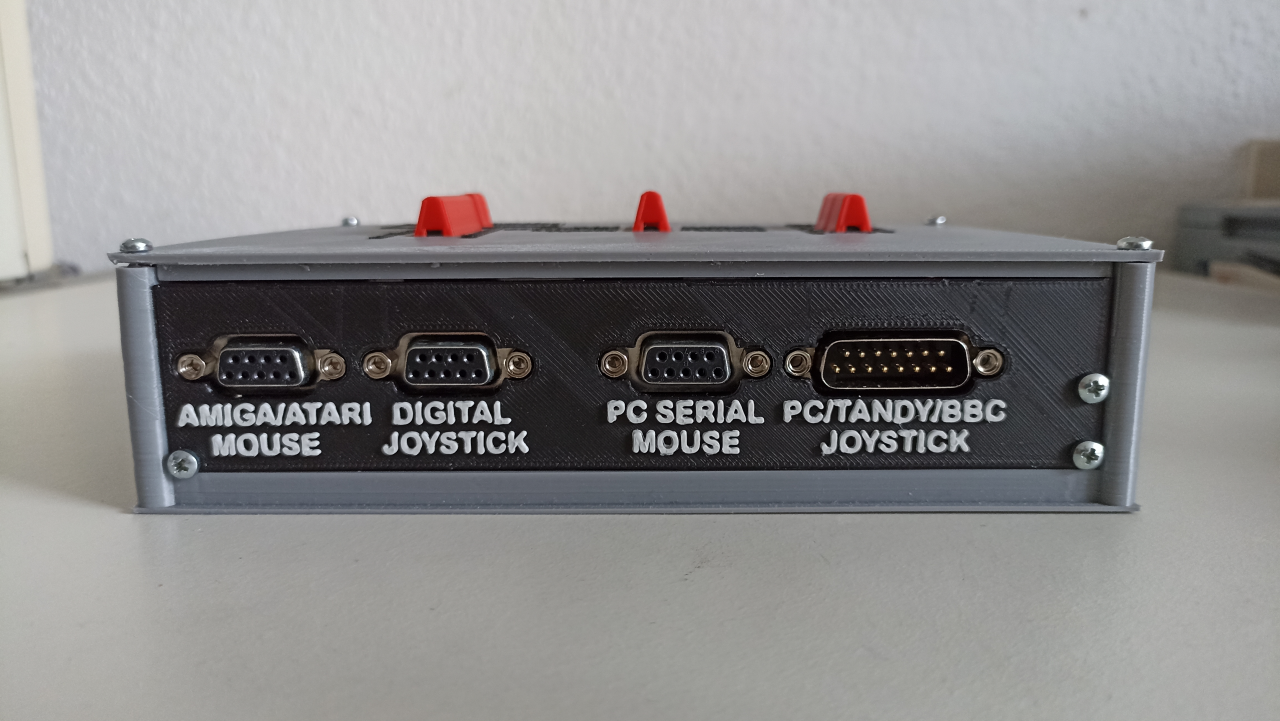 AMIGA/ATARI
MOUSE
DIGITAL
JOYSTICK
PC SERIAL
MOUSE
PC/TANDY/BBC
JOYSTICK